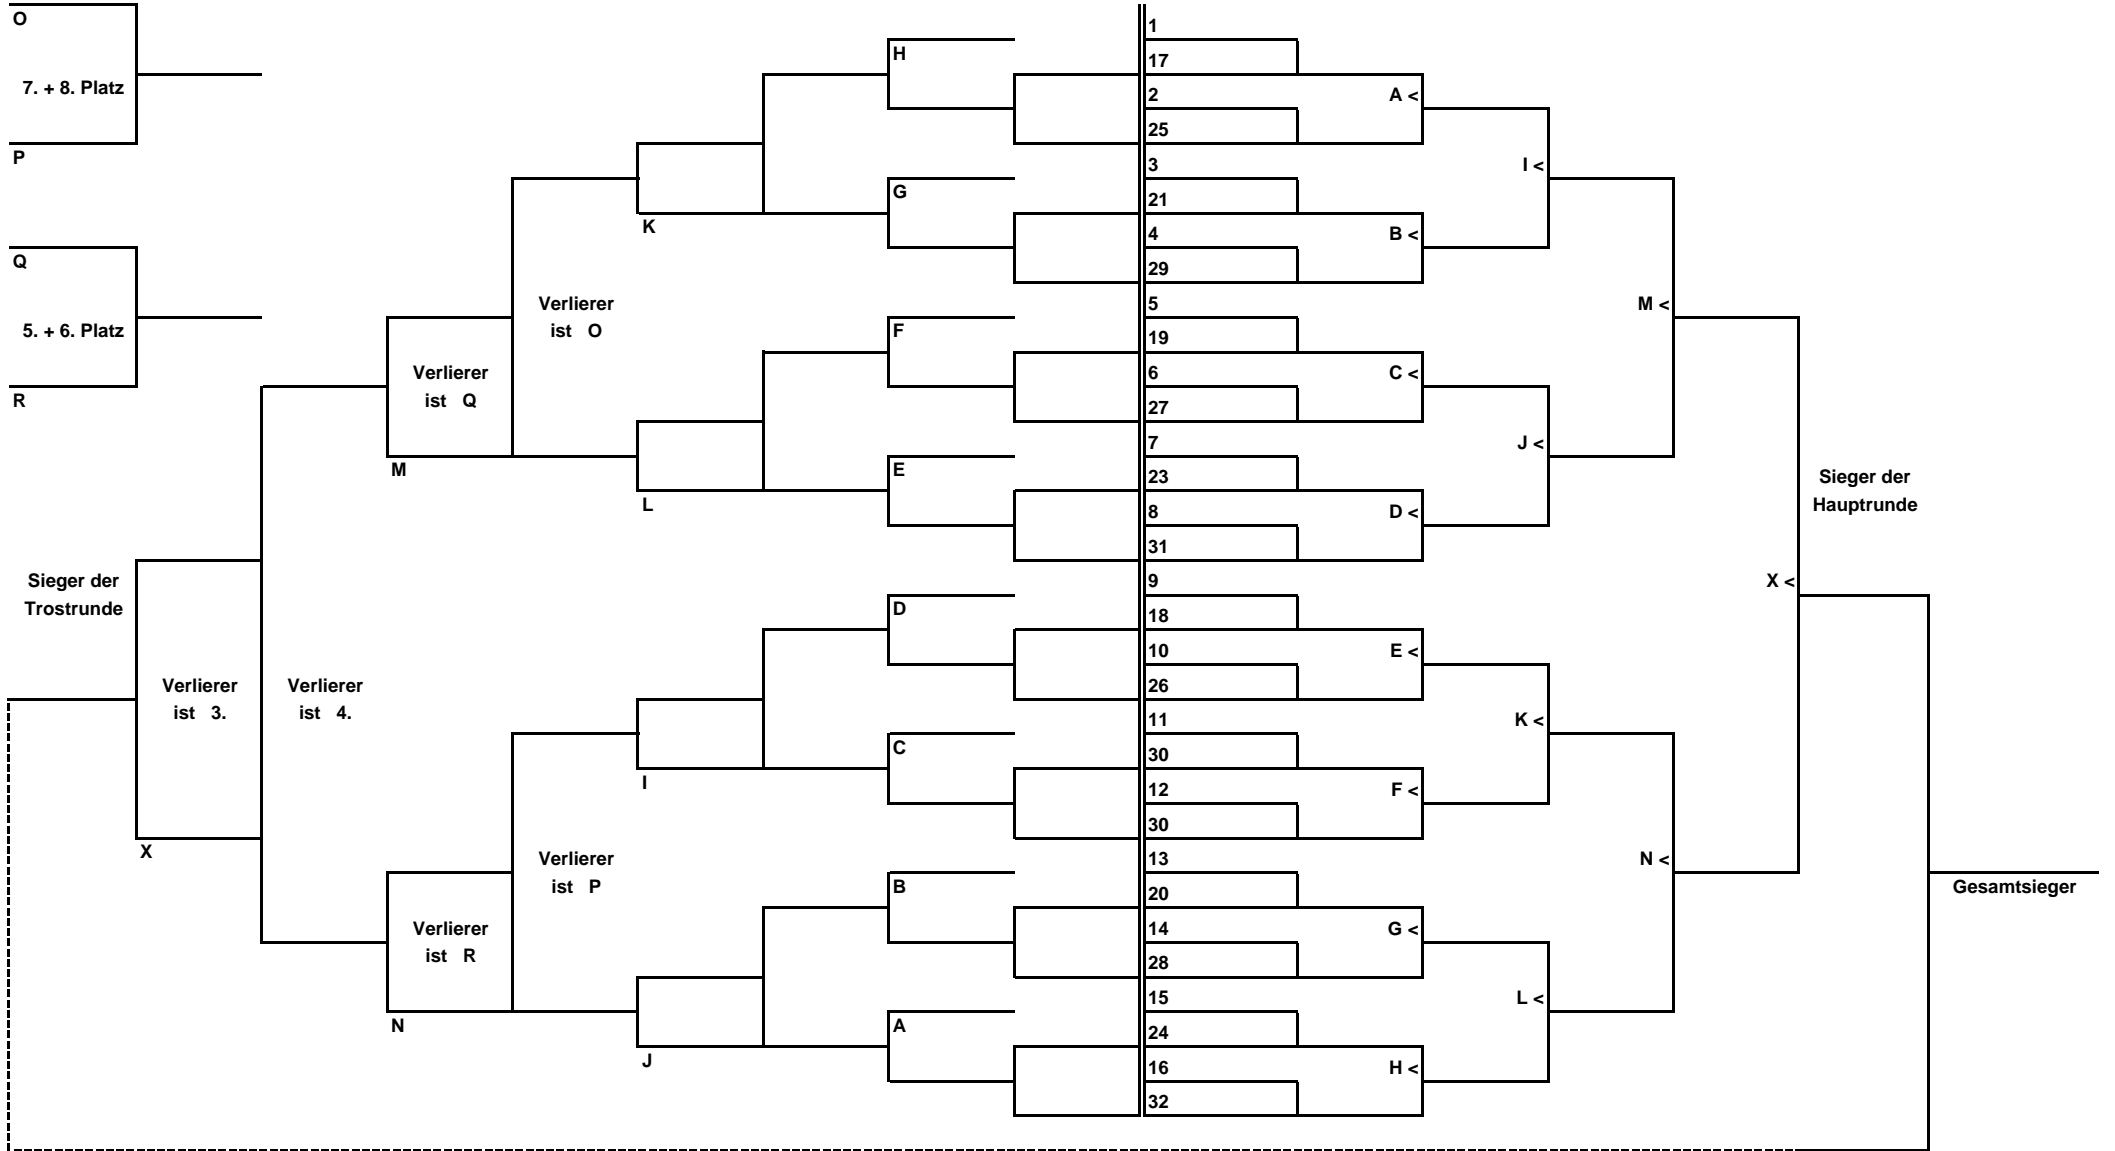 O
7. + 8. Platz
P
Q
5. + 6. Platz
R
Sieger der
Trostrunde
Verlierer
ist 3.
X
Verlierer
ist 4.
Verlierer
ist Q
M
Verlierer
ist R
N
Verlierer
ist O
Verlierer
ist P
K
L
I
J
H
G
F
E
D
C
B
A
1
17
2
25
3
21
4
29
5
19
6
27
7
23
8
31
9
18
10
26
11
30
12
30
13
20
14
28
15
24
16
32
A <
B <
C <
D <
E <
F <
G <
H <
I <
J <
K <
L <
M <
N <
X <
Sieger der
Hauptrunde
Gesamtsieger